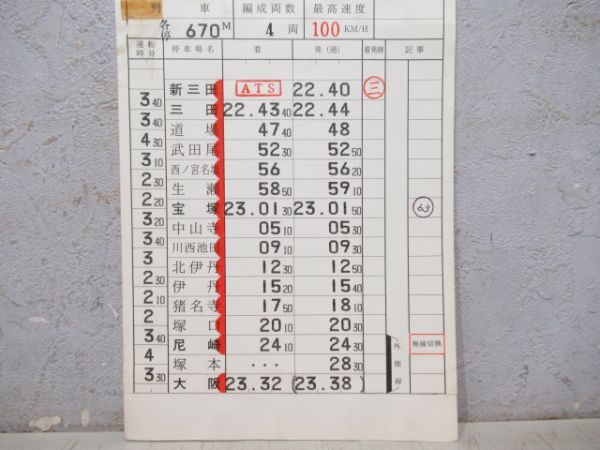 列 車 編成両数 最高速度
各停 670M 4両 100 KM/H
運転時分 停車場名 着 発(通) 着発線 記事
新三田 ATS 22.40 三
3 40
三田 22.43 40 22.44
3 40
道場 47 40 48
4 30
武田尾 52 30 52 50
3 10
西ノ宮名塩 56 56 20
2 30
生瀬 58 50 59 10
2 20
宝塚 23.01 30 23.01 50 63
3 20
中山寺 05 10 05 30
3 40
川西池田 09 10 09 30
3
北伊丹 12 30 12 50
2 30
伊丹 15 20 15 40
2 10
猪名寺 17 50 18 10
2
塚口 20 10 20 30
3 40
尼崎 24 10 24 30 外側線 無線切換
4
塚本 ... 28 30
3 30
大阪 23.32 (23.38)